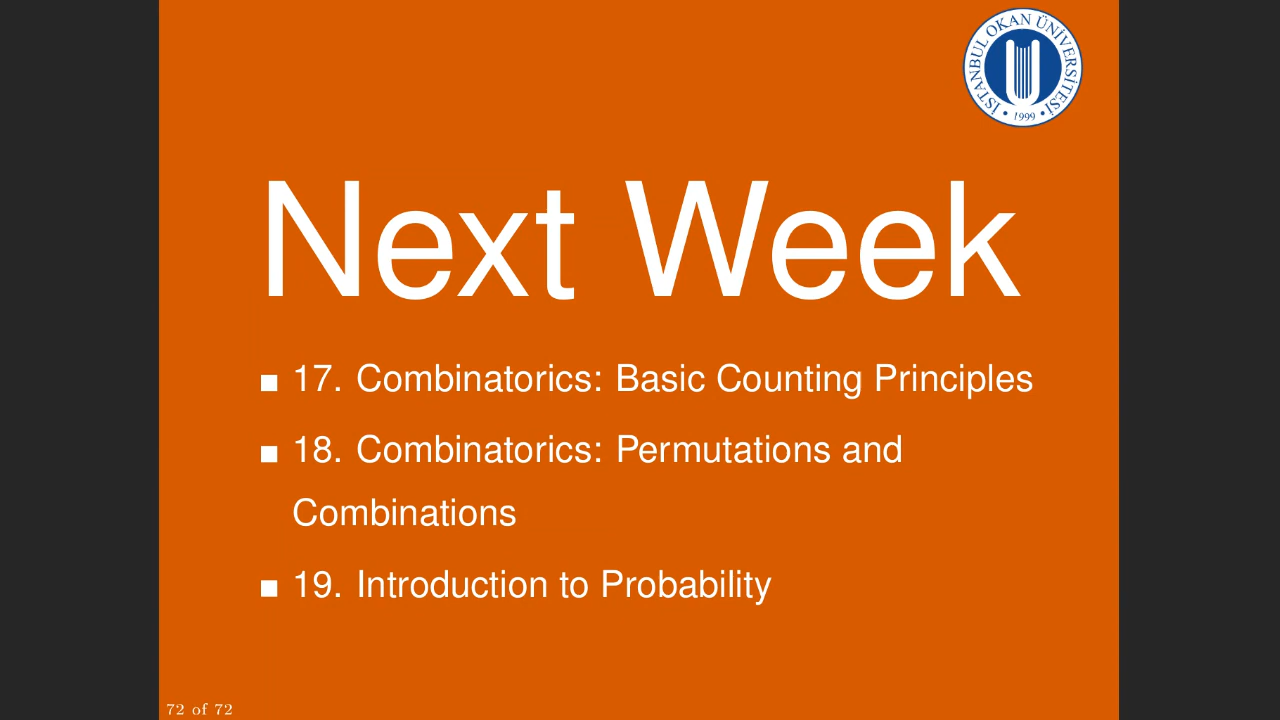 İSTANBUL OKAN ÜNİVERSİTESİ
1999
Next Week
■ 17. Combinatorics: Basic Counting Principles
■ 18. Combinatorics: Permutations and
Combinations
■ 19. Introduction to Probability
72 of 72